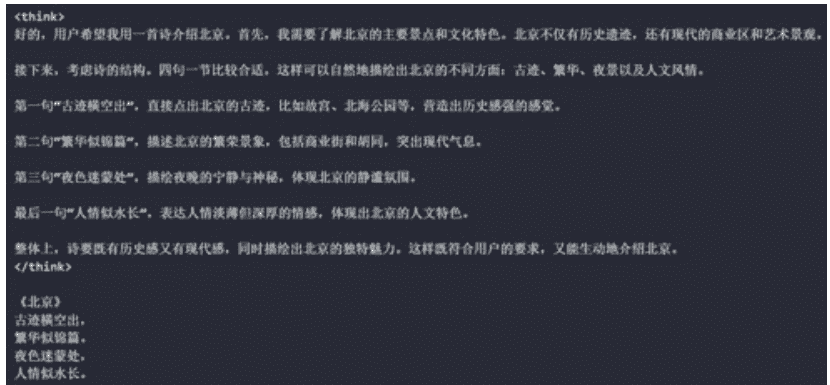 <think>
好的，用户希望我用一首诗介绍北京。首先，我需要了解北京的主要景点和文化特色。北京不仅有历史遗迹，还有现代的商业区和艺术景观。
接下来，考虑诗的结构。四句一节比较合适，这样可以自然地描绘出北京的不同方面：古迹、繁华、夜景以及人文风情。
第一句“古迹横空出”，直接点出北京的古迹，比如故宫、北海公园等，营造出历史感强的感觉。
第二句“繁华似锦篇”，描述北京的繁荣景象，包括商业街和胡同，突出现代气息。
第三句“夜色迷蒙处”，描绘夜晚的宁静与神秘，体现北京的静谧氛围。
最后一句“人情似水长”，表达人情淡薄但深厚的情感，体现出北京的人文特色。
整体上，诗要既有历史感又有现代感，同时描绘出北京的独特魅力。这样既符合用户的要求，又能生动地介绍北京。
</think>
《北京》
古迹横空出，
繁华似锦篇。
夜色迷蒙处，
人情似水长。